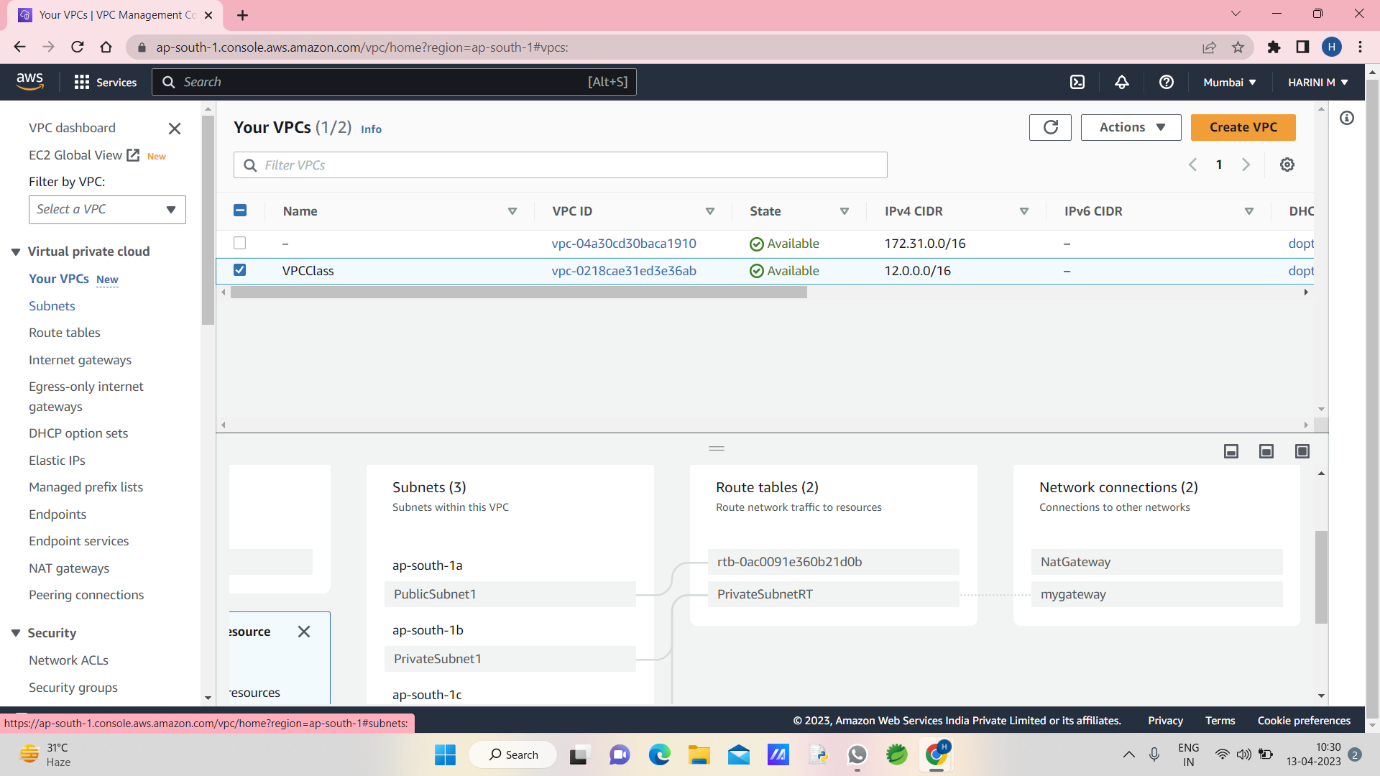 Your VPCs | VPC Management Co
ap-south-1.console.aws.amazon.com/vpc/home?region=ap-south-1#vpcs:
H
aws
Services
Search
[Alt+S]
Mumbai
HARINI M
VPC dashboard
EC2 Global View
New
Filter by VPC:
Select a VPC
Virtual private cloud
Your VPCs New
Subnets
Route tables
Internet gateways
Egress-only internet
gateways
DHCP option sets
Elastic IPs
Managed prefix lists
Endpoints
Endpoint services
NAT gateways
Peering connections
Security
Network ACLs
Security groups
Your VPCs (1/2) Info
Actions
Create VPC
Filter VPCs
1
Name VPC ID State IPv4 CIDR IPv6 CIDR DHC
– vpc-04a30cd30baca1910 Available 172.31.0.0/16 – dopt
VPCClass vpc-0218cae31ed3e36ab Available 12.0.0.0/16 – dopt
esource
resources
Subnets (3)
Subnets within this VPC
ap-south-1a
PublicSubnet1
ap-south-1b
PrivateSubnet1
ap-south-1c
Route tables (2)
Route network traffic to resources
rtb-0ac0091e360b21d0b
PrivateSubnetRT
Network connections (2)
Connections to other networks
NatGateway
mygateway
https://ap-south-1.console.aws.amazon.com/vpc/home?region=ap-south-1#subnets:
© 2023, Amazon Web Services India Private Limited or its affiliates. Privacy Terms Cookie preferences
31°C
Haze
Search
H
ENG
IN
10:30
13-04-2023
2